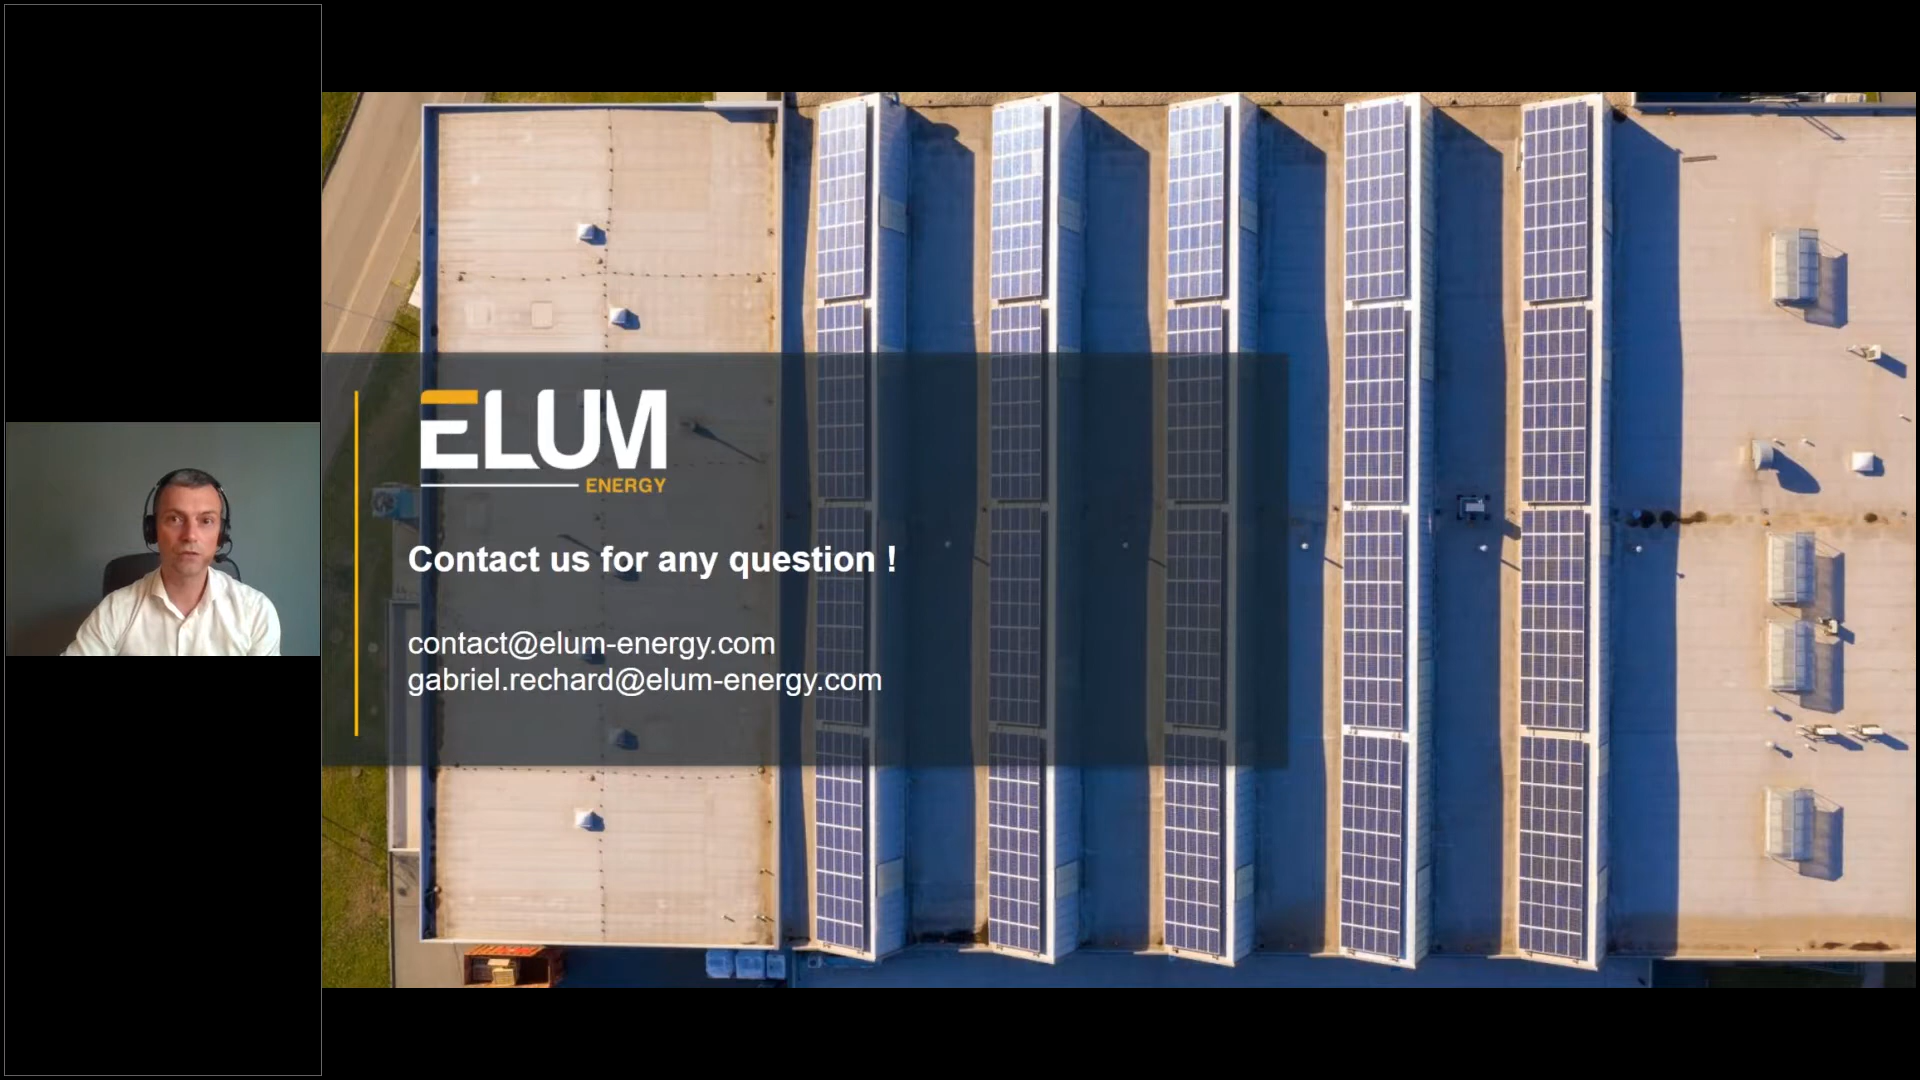 ELUM
ENERGY
Contact us for any question !
contact@elum-energy.com
gabriel.rechard@elum-energy.com